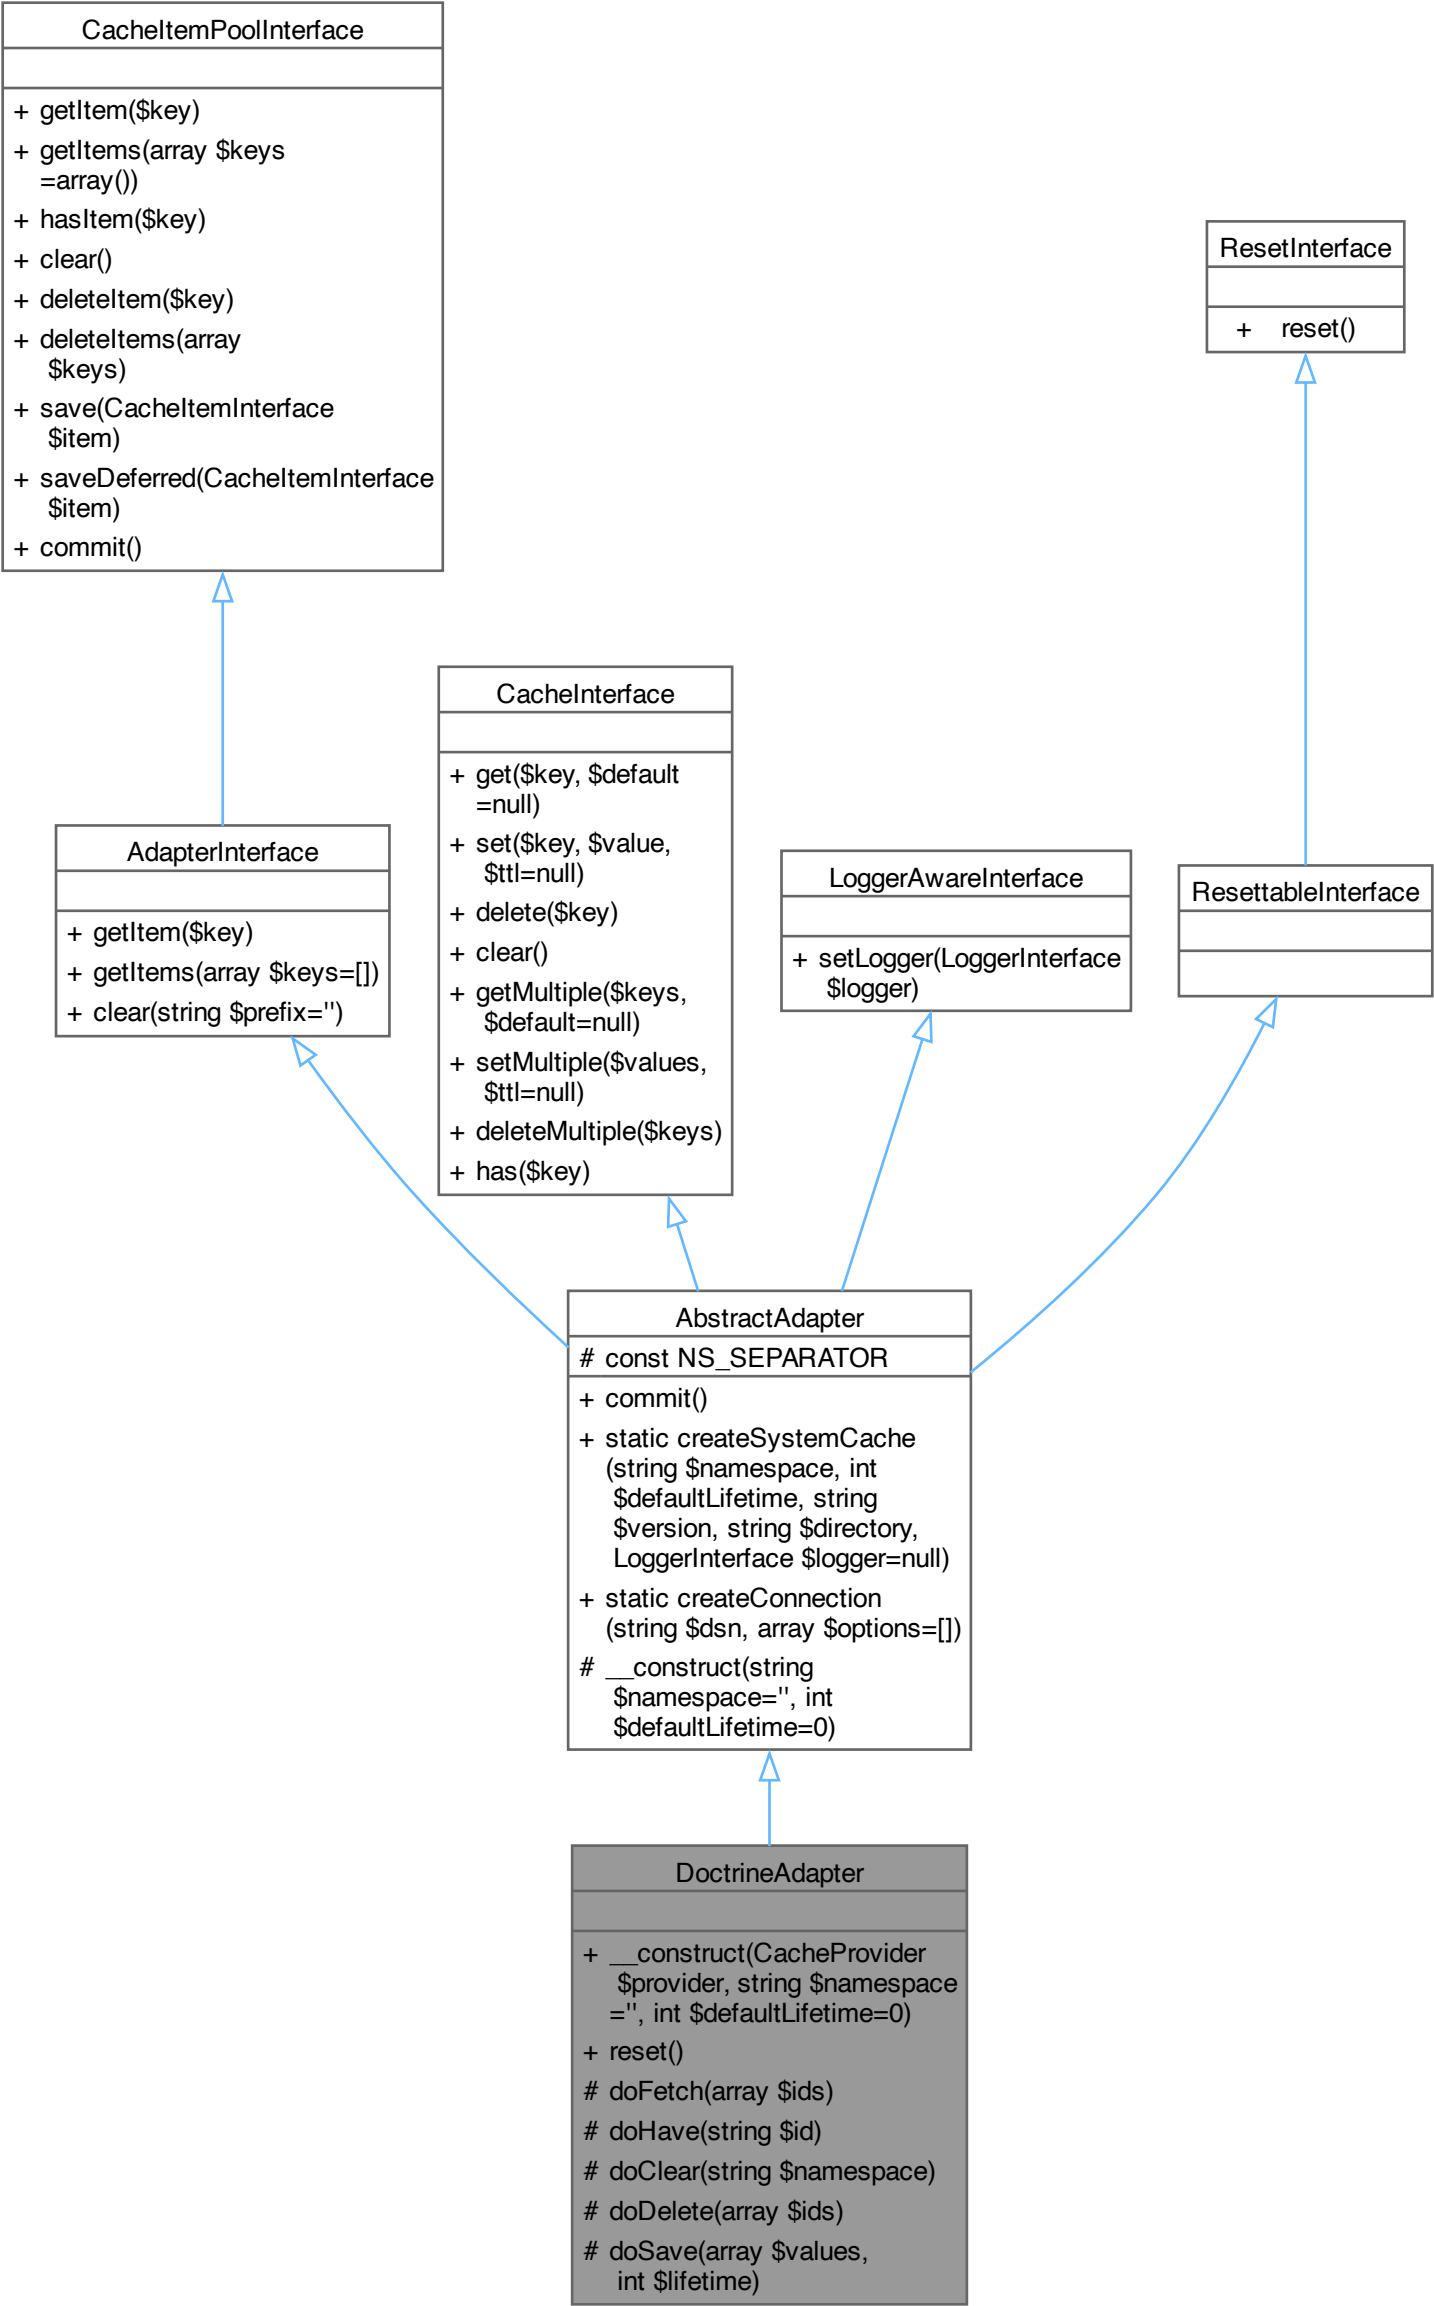 CacheItemPoolInterface
+ getItem($key)
+ getItems(array $keys
=array())
+ hasItem($key)
+ clear()
+ deleteItem($key)
+ deleteItems(array
$keys)
+ save(CacheItemInterface
$item)
+ saveDeferred(CacheItemInterface
$item)
+ commit()
ResetInterface
+ reset()
CacheInterface
+ get($key, $default
=null)
+ set($key, $value,
$ttl=null)
+ delete($key)
+ clear()
+ getMultiple($keys,
$default=null)
+ setMultiple($values,
$ttl=null)
+ deleteMultiple($keys)
+ has($key)
AdapterInterface
+ getItem($key)
+ getItems(array $keys=[])
+ clear(string $prefix='')
LoggerAwareInterface
+ setLogger(LoggerInterface
$logger)
ResettableInterface
AbstractAdapter
# const NS_SEPARATOR
+ commit()
+ static createSystemCache
(string $namespace, int
$defaultLifetime, string
$version, string $directory,
LoggerInterface $logger=null)
+ static createConnection
(string $dsn, array $options=[])
# __construct(string
$namespace='', int
$defaultLifetime=0)
DoctrineAdapter
+ __construct(CacheProvider
$provider, string $namespace
='', int $defaultLifetime=0)
+ reset()
# doFetch(array $ids)
# doHave(string $id)
# doClear(string $namespace)
# doDelete(array $ids)
# doSave(array $values,
int $lifetime)